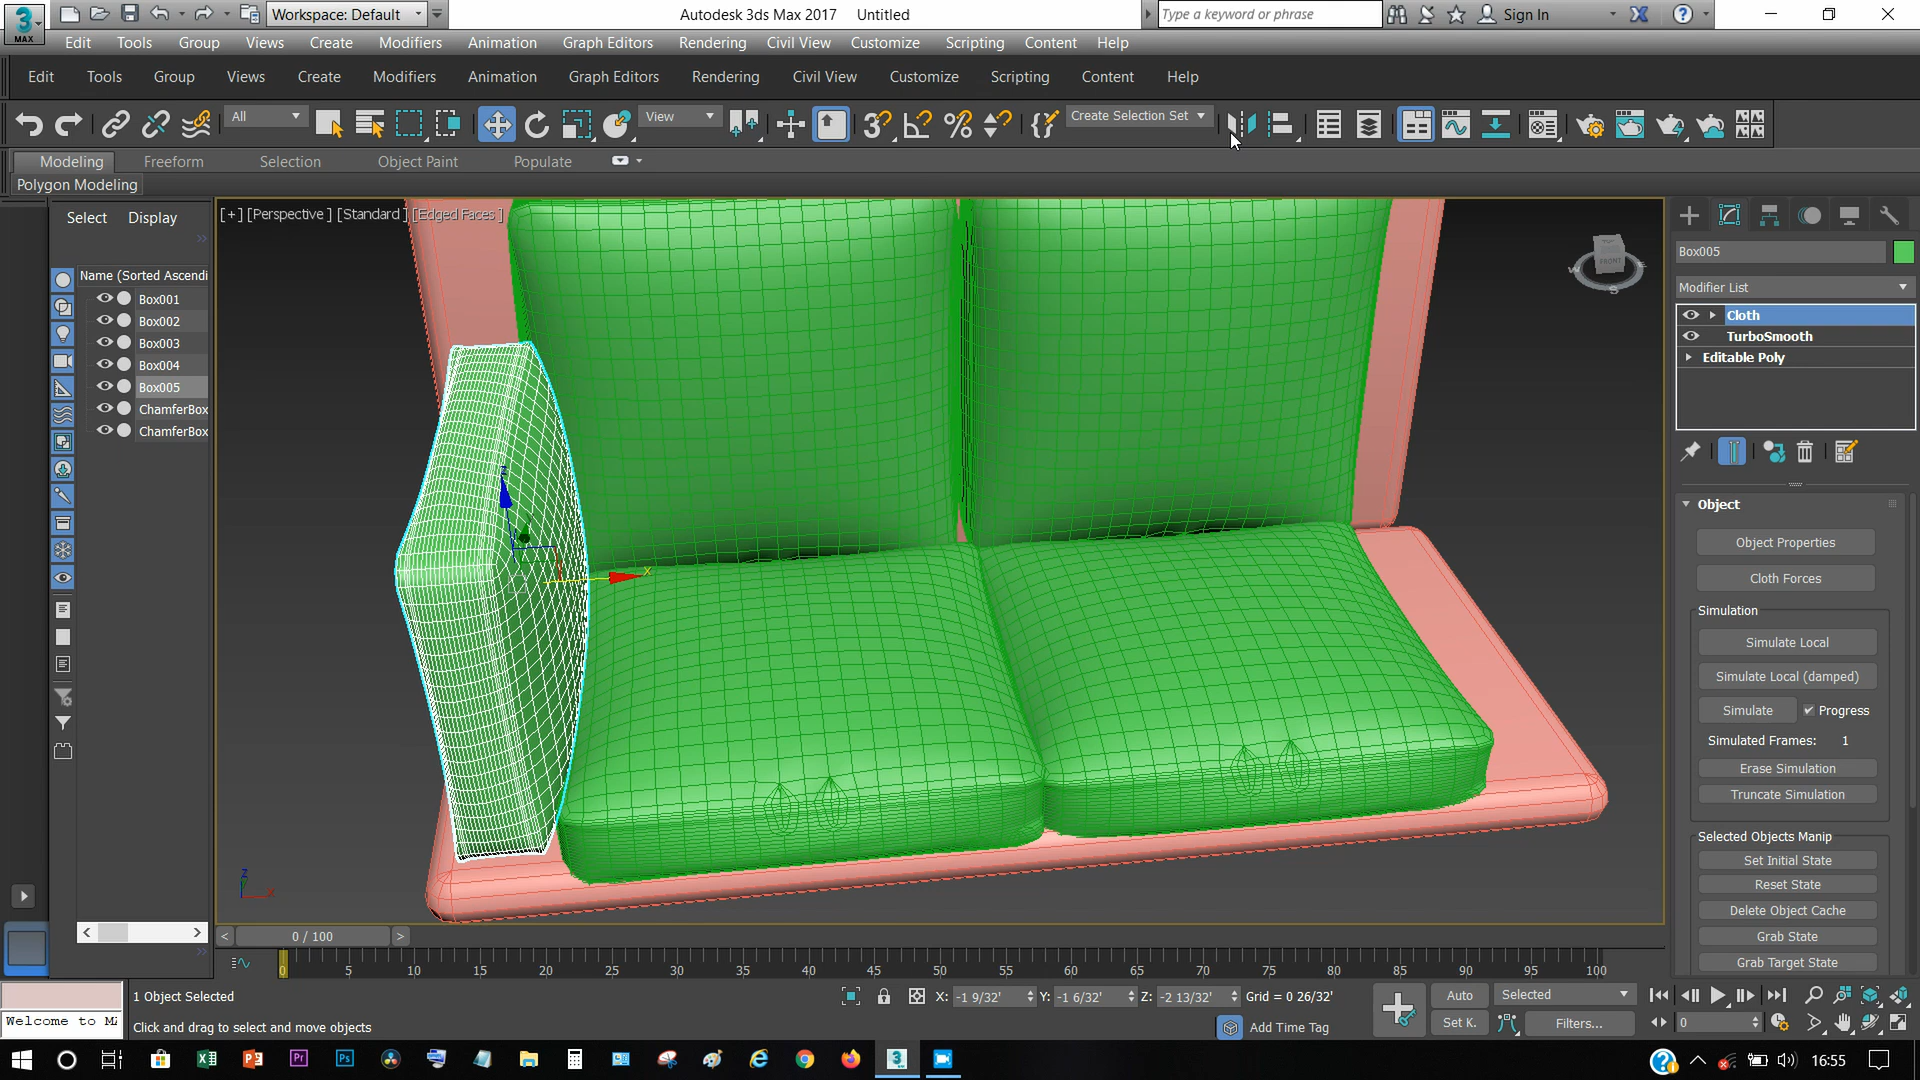 Workspace: Default
Autodesk 3ds Max 2017 Untitled
Type a keyword or phrase
Sign In
3
MAX
Edit Tools Group Views Create Modifiers Animation Graph Editors Rendering Civil View Customize Scripting Content Help
Edit Tools Group Views Create Modifiers Animation Graph Editors Rendering Civil View Customize Scripting Content Help
All
View
Create Selection Set
Modeling Freeform Selection Object Paint Populate
Polygon Modeling
Select Display
Name (Sorted Ascendi
Box001
Box002
Box003
Box004
Box005
ChamferBox
ChamferBox
[+] [Perspective] [Standard] [Edged Faces]
FRONT
W
S
z
x
z
x
Box005
Modifier List
Cloth
TurboSmooth
Editable Poly
Object
Object Properties
Cloth Forces
Simulation
Simulate Local
Simulate Local (damped)
Simulate Progress
Simulated Frames: 1
Erase Simulation
Truncate Simulation
Selected Objects Manip
Set Initial State
Reset State
Delete Object Cache
Grab State
Grab Target State
< 0 / 100 >
0 5 10 15 20 25 30 35 40 45 50 55 60 65 70 75 80 85 90 95 100
1 Object Selected
X: -1 9/32' Y: -1 6/32' Z: -2 13/32' Grid = 0 26/32'
Auto Selected
Welcome to M
Click and drag to select and move objects
Add Time Tag
Set K. Filters...
0
16:55